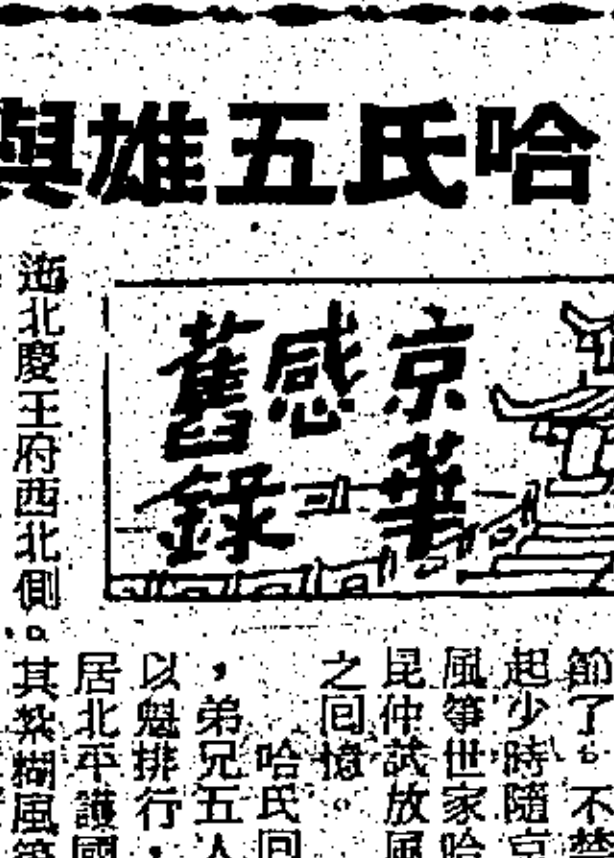 哈氏五雄與
京華
感
舊錄
節了。不禁
起少時隨京
風箏世家哈
昆仲試放風
之回憶。
哈氏回
，弟兄五人
以魁排行，
居北平護國
迤北慶王府西北側。其紮糊風箏